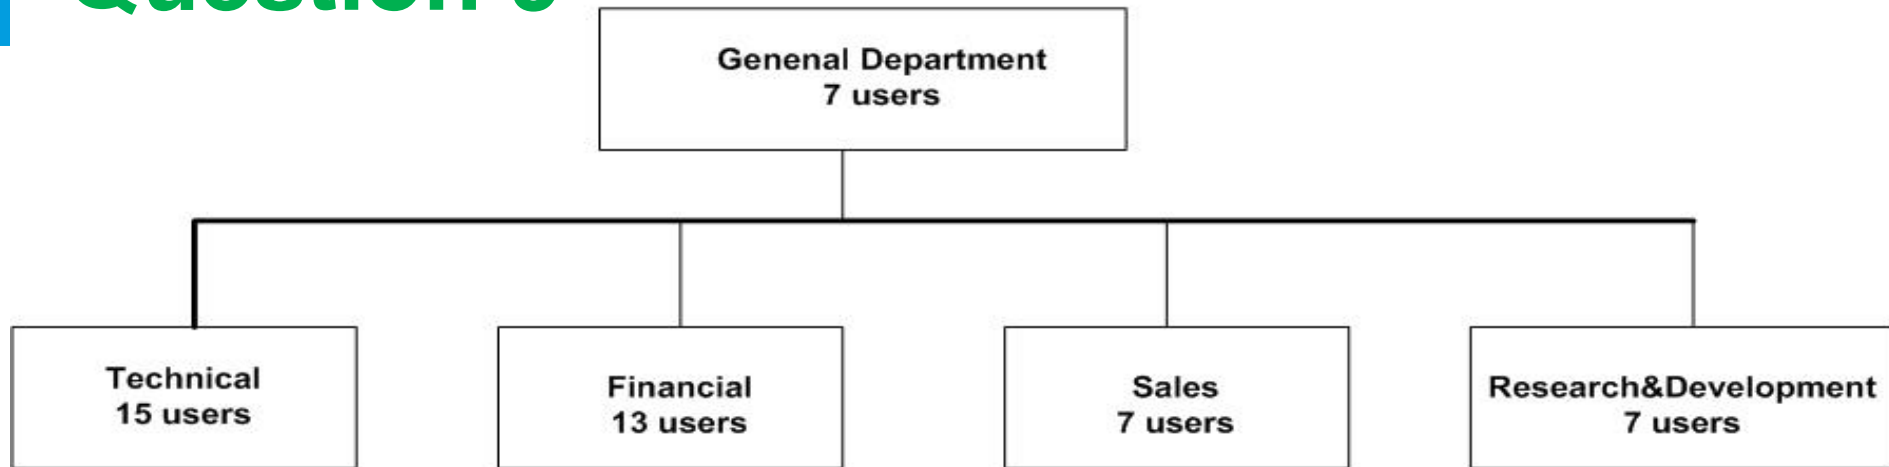 Genenal Department
7 users
Technical
15 users
Financial
13 users
Sales
7 users
Research&Development
7 users